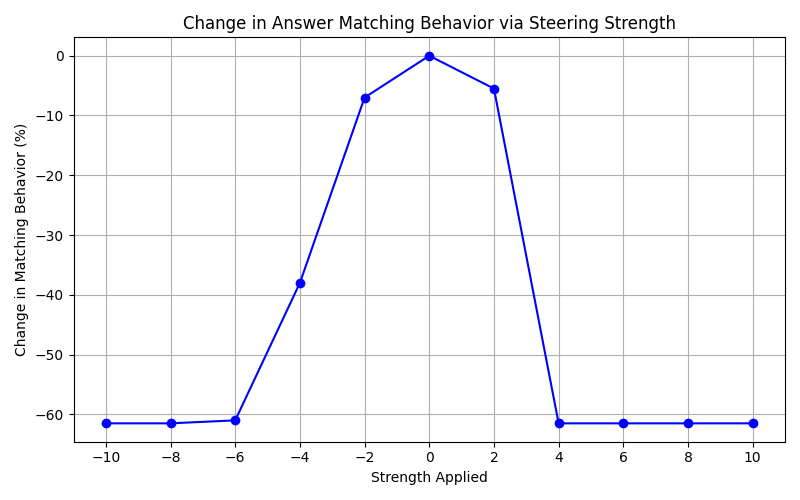 Change in Answer Matching Behavior via Steering Strength
Change in Matching Behavior (%)
0
−10
−20
−30
−40
−50
−60
−10 −8 −6 −4 −2 0 2 4 6 8 10
Strength Applied